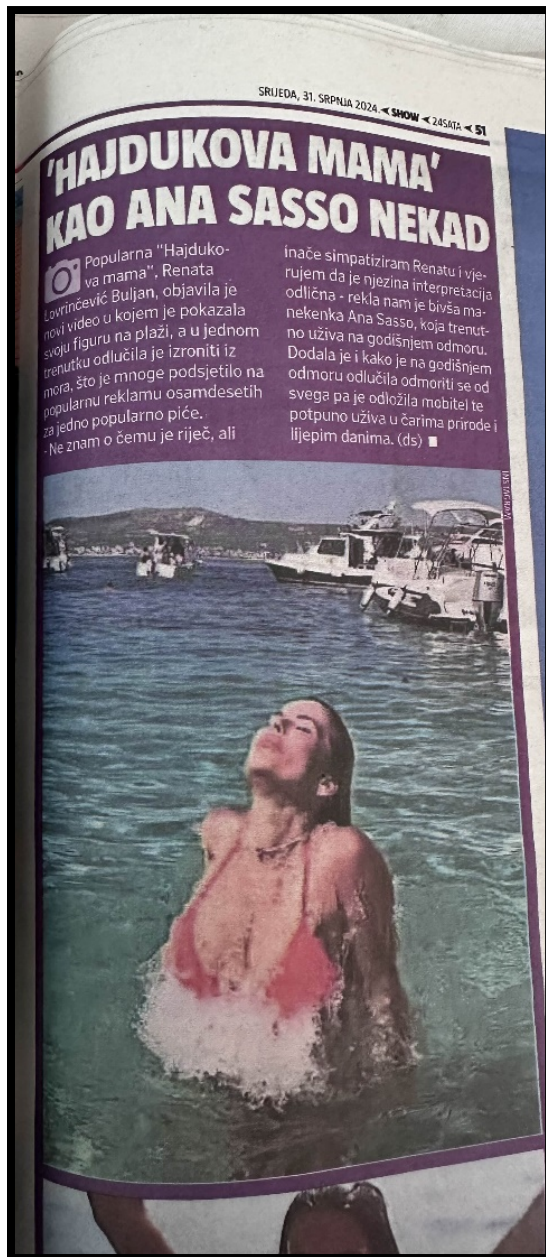 SRIJEDA, 31. SRPNJA 2024. SHOW 24SATA 51
'HAJDUKOVA MAMA'
KAO ANA SASSO NEKAD
Popularna "Hajduko-
va mama", Renata
Lovrinčević Buljan, objavila je
novi video u kojem je pokazala
svoju figuru na plaži, a u jednom
trenutku odlučila je izroniti iz
mora, što je mnoge podsjetilo na
popularnu reklamu osamdesetih
za jedno popularno piće.
- Ne znam o čemu je riječ, ali
inače simpatiziram Renatu i vje-
rujem da je njezina interpretacija
odlična - rekla nam je bivša ma-
nekenka Ana Sasso, koja trenut-
no uživa na godišnjem odmoru.
Dodala je i kako je na godišnjem
odmoru odlučila odmoriti se od
svega pa je odložila mobitel te
potpuno uživa u čarima prirode i
lijepim danima. (ds)
INSTAGRAM